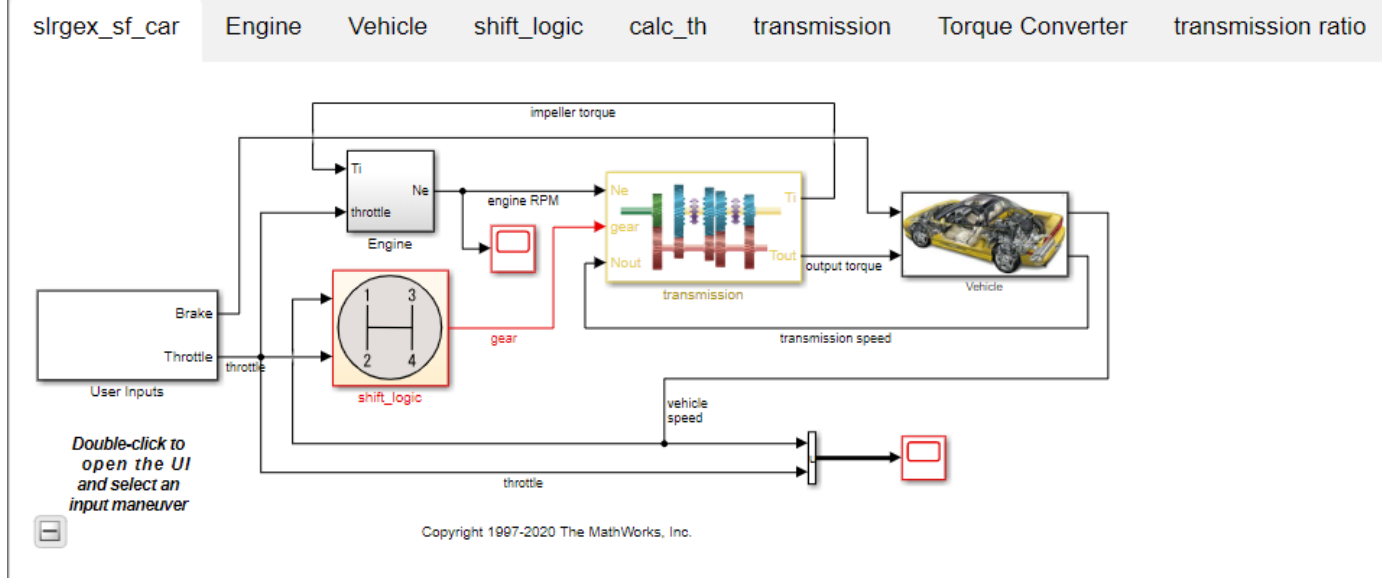 slrgex_sf_car Engine Vehicle shift_logic calc_th transmission Torque Converter transmission ratio
impeller torque
Ti
Ne
throttle
Engine
engine RPM
Ne
gear
Nout
Ti
Tout
transmission
output torque
Vehicle
transmission speed
1 3
2 4
shift_logic
gear
Brake
Throttle
User Inputs
throttle
vehicle
speed
throttle
Double-click to
open the UI
and select an
input maneuver
Copyright 1997-2020 The MathWorks, Inc.